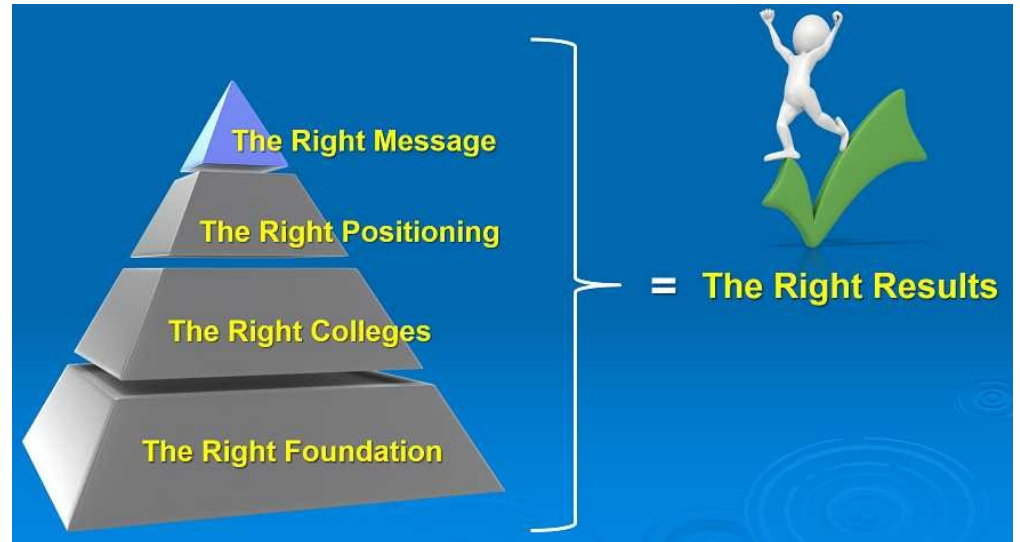 The Right Message
The Right Positioning
The Right Colleges
The Right Foundation
= The Right Results